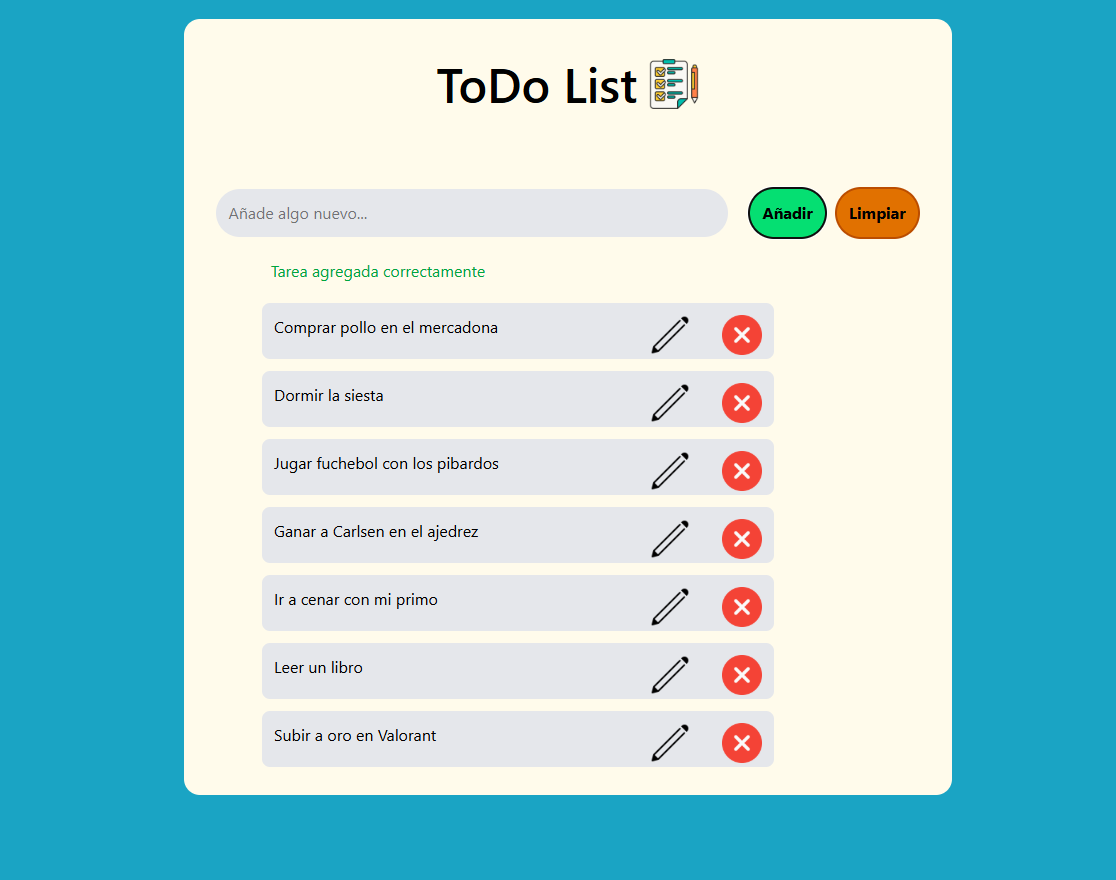 ToDo List
Añade algo nuevo...
Añadir
Limpiar
Tarea agregada correctamente
Comprar pollo en el mercadona
Dormir la siesta
Jugar fuchebol con los pibardos
Ganar a Carlsen en el ajedrez
Ir a cenar con mi primo
Leer un libro
Subir a oro en Valorant